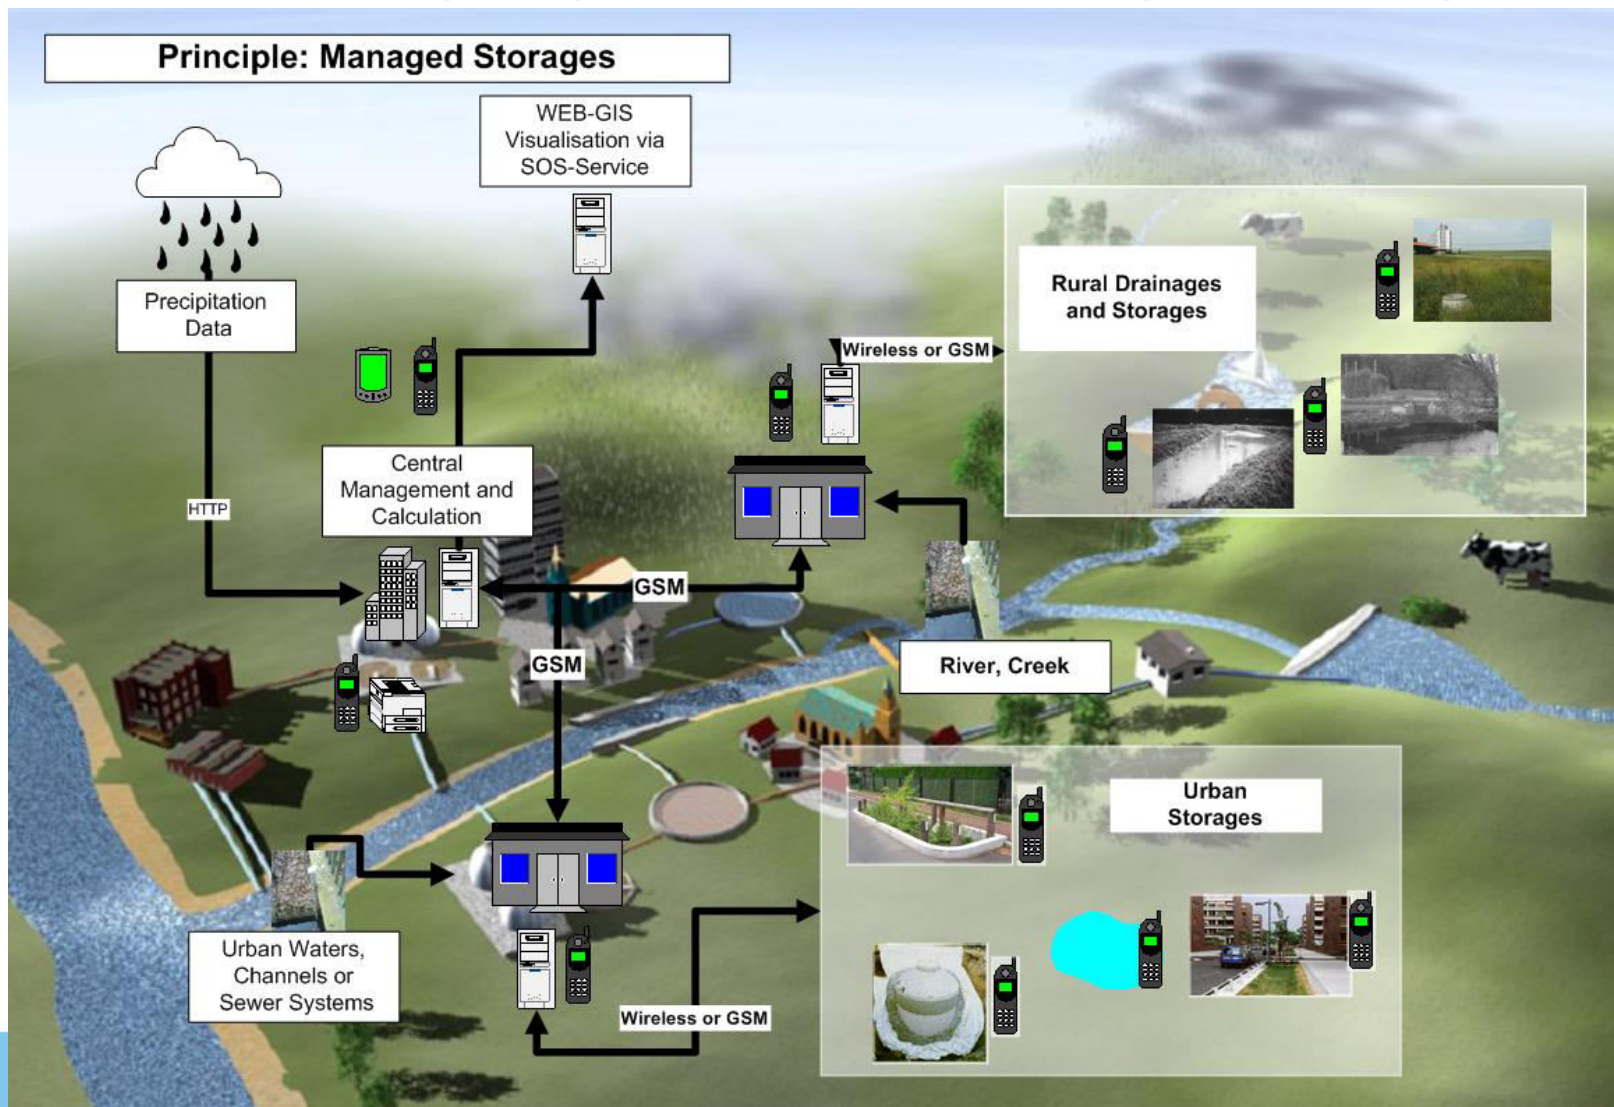 Principle: Managed Storages
WEB-GIS
Visualisation via
SOS-Service
Precipitation
Data
Rural Drainages
and Storages
Wireless or GSM
Central
Management and
Calculation
HTTP
GSM
GSM
River, Creek
Urban
Storages
Urban Waters,
Channels or
Sewer Systems
Wireless or GSM